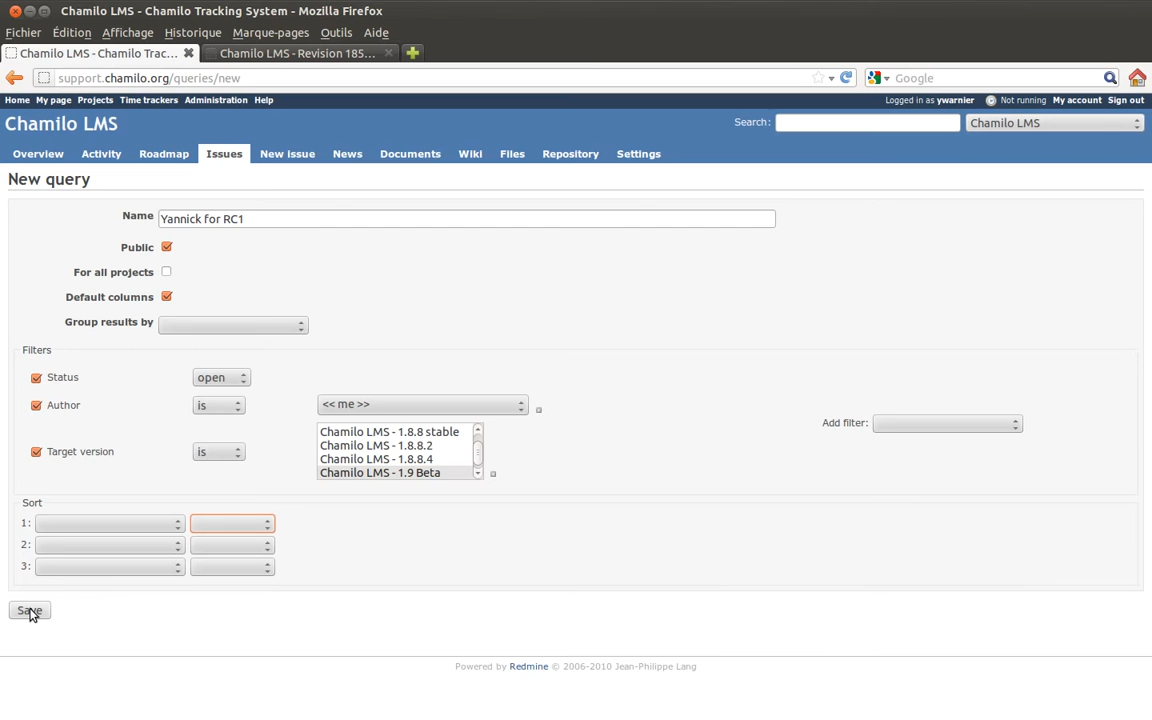 Chamilo LMS - Chamilo Tracking System - Mozilla Firefox
Fichier Édition Affichage Historique Marque-pages Outils Aide
Chamilo LMS - Chamilo Trac... Chamilo LMS - Revision 185...
support.chamilo.org/queries/new Google
Home My page Projects Time trackers Administration Help Logged in as ywarnier Not running My account Sign out
Chamilo LMS Search: Chamilo LMS
Overview Activity Roadmap Issues New issue News Documents Wiki Files Repository Settings
New query
Name Yannick for RC1
Public
For all projects
Default columns
Group results by
Filters
Status open
Author is << me >>
Add filter:
Chamilo LMS - 1.8.8 stable
Chamilo LMS - 1.8.8.2
Target version is
Chamilo LMS - 1.8.8.4
Chamilo LMS - 1.9 Beta
Sort
1:
2:
3:
Save
Powered by Redmine © 2006-2010 Jean-Philippe Lang